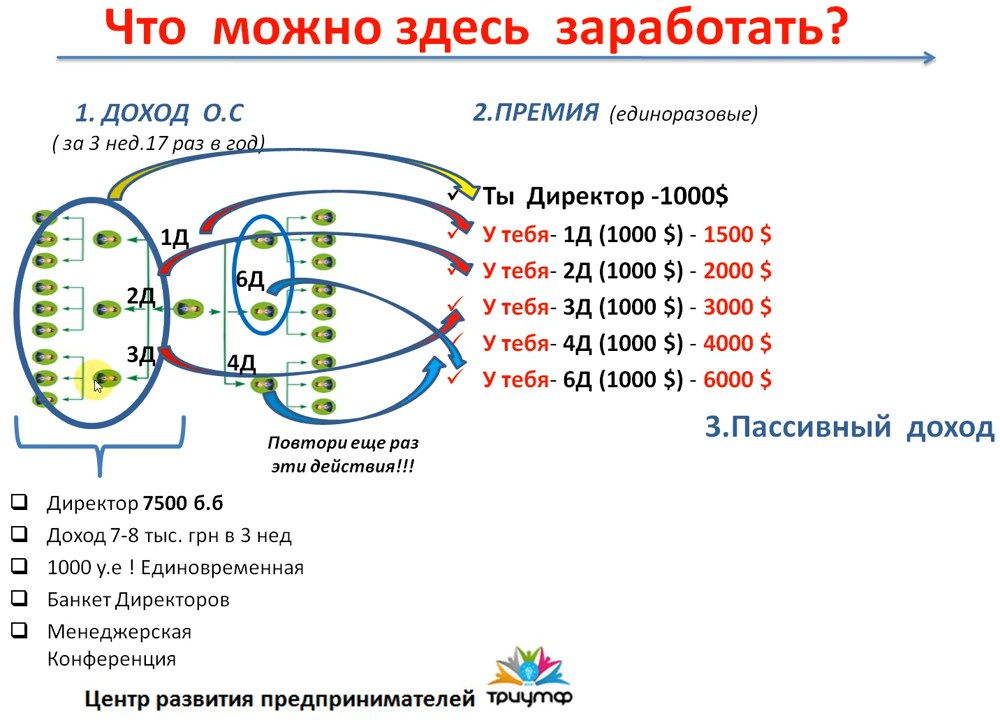 Что можно здесь заработать?
1. ДОХОД О.С
( за 3 нед.17 раз в год)
2.ПРЕМИЯ (единоразовые)
Ты Директор -1000$
У тебя- 1Д (1000 $) - 1500 $
У тебя- 2Д (1000 $) - 2000 $
У тебя- 3Д (1000 $) - 3000 $
У тебя- 4Д (1000 $) - 4000 $
У тебя- 6Д (1000 $) - 6000 $
1Д
6Д
2Д
3Д
4Д
3.Пассивный доход
Повтори еще раз
эти действия!!!
Директор 7500 б.б
Доход 7-8 тыс. грн в 3 нед
1000 у.е ! Единовременная
Банкет Директоров
Менеджерская
Конференция
Центр развития предпринимателей
триумф